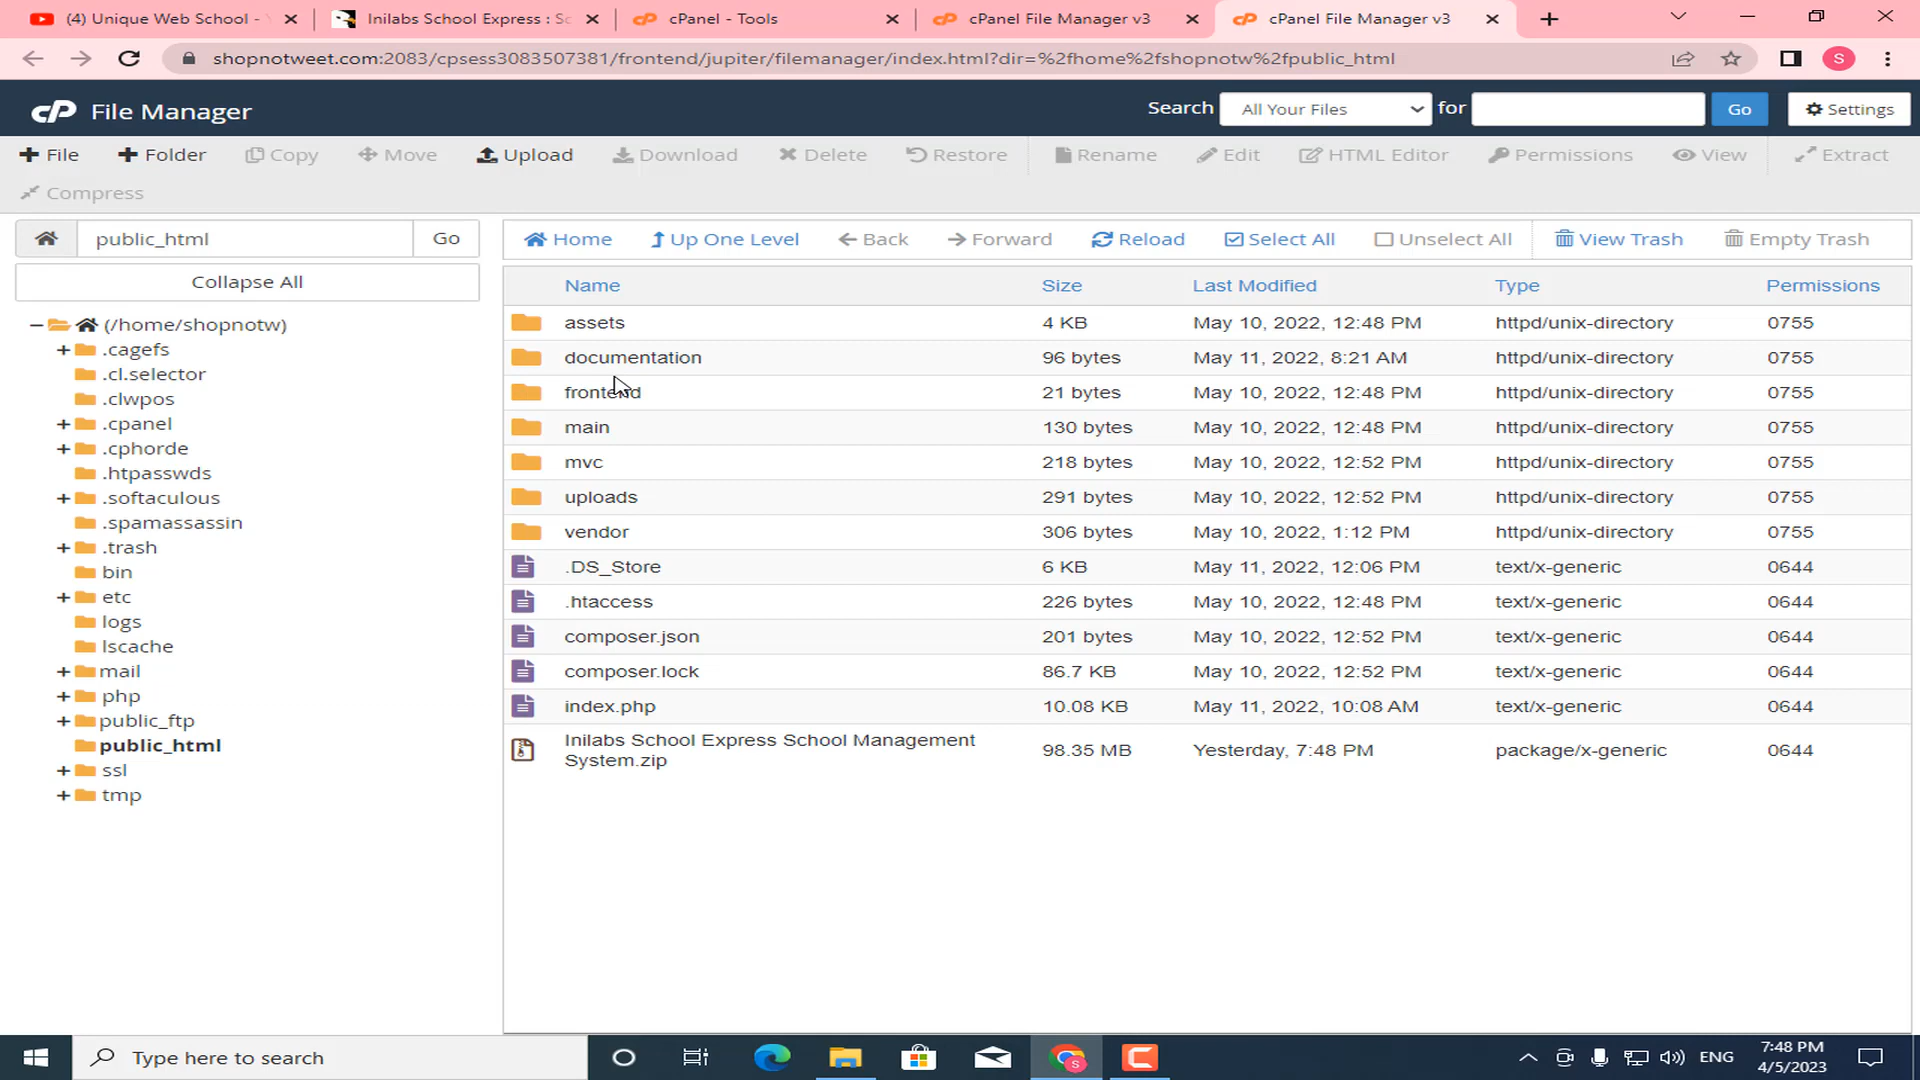 (4) Unique Web School -
Inilabs School Express : Sc
cPanel - Tools
cPanel File Manager v3
cPanel File Manager v3
shopnotweet.com:2083/cpsess3083507381/frontend/jupiter/filemanager/index.html?dir=%2fhome%2fshopnotw%2fpublic_html
S
cP File Manager
Search All Your Files for Go Settings
File Folder Copy Move Upload Download Delete Restore Rename Edit HTML Editor Permissions View Extract
Compress
public_html Go
Home Up One Level Back Forward Reload Select All Unselect All View Trash Empty Trash
Collapse All
(/home/shopnotw)
.cagefs
.cl.selector
.clwpos
.cpanel
.cphorde
.htpasswds
.softaculous
.spamassassin
.trash
bin
etc
logs
lscache
mail
php
public_ftp
public_html
ssl
tmp
Name Size Last Modified Type Permissions
assets 4 KB May 10, 2022, 12:48 PM httpd/unix-directory 0755
documentation 96 bytes May 11, 2022, 8:21 AM httpd/unix-directory 0755
frontend 21 bytes May 10, 2022, 12:48 PM httpd/unix-directory 0755
main 130 bytes May 10, 2022, 12:48 PM httpd/unix-directory 0755
mvc 218 bytes May 10, 2022, 12:52 PM httpd/unix-directory 0755
uploads 291 bytes May 10, 2022, 12:52 PM httpd/unix-directory 0755
vendor 306 bytes May 10, 2022, 1:12 PM httpd/unix-directory 0755
.DS_Store 6 KB May 11, 2022, 12:06 PM text/x-generic 0644
.htaccess 226 bytes May 10, 2022, 12:48 PM text/x-generic 0644
composer.json 201 bytes May 10, 2022, 12:52 PM text/x-generic 0644
composer.lock 86.7 KB May 10, 2022, 12:52 PM text/x-generic 0644
index.php 10.08 KB May 11, 2022, 10:08 AM text/x-generic 0644
Inilabs School Express School Management
System.zip 98.35 MB Yesterday, 7:48 PM package/x-generic 0644
Type here to search
ENG
7:48 PM
4/5/2023